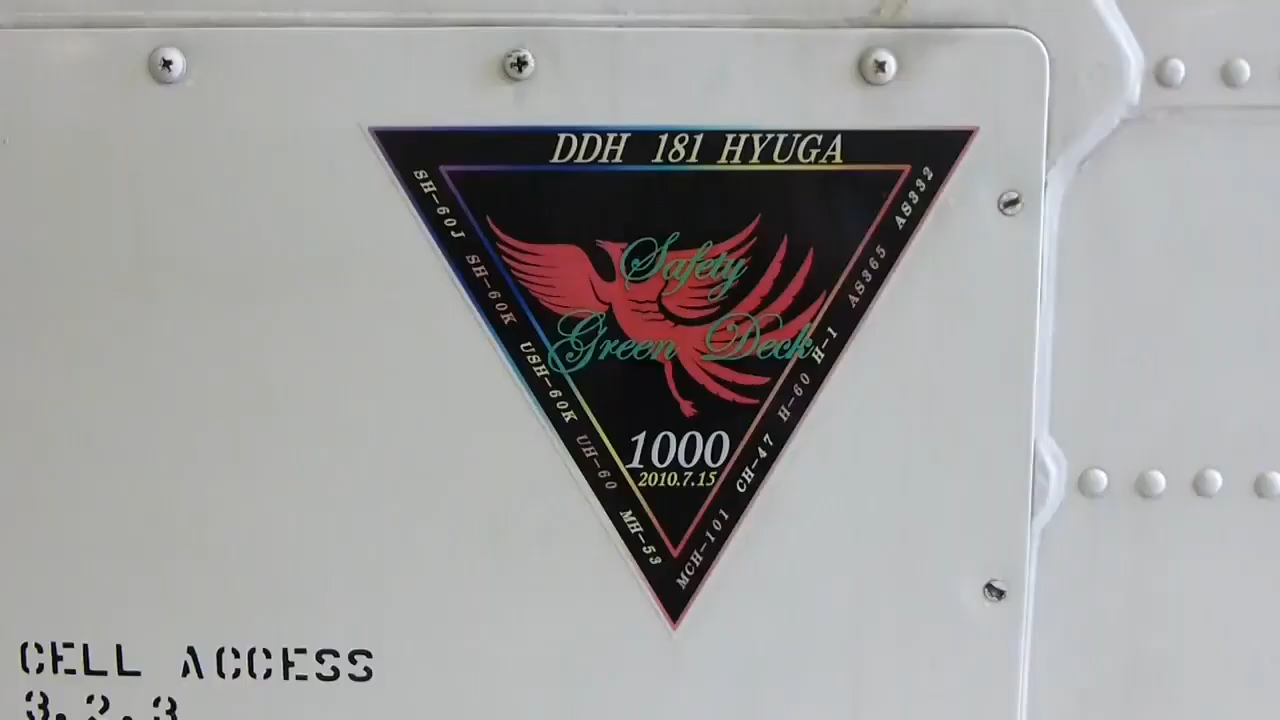 DDH 181 HYUGA
SH-60J SH-60K USH-60K UH-60 MH-53
MCH-101 CH-47 H-60 H-1 AS365 AS332
Safety
Green Deck
1000
2010.7.15
CELL ACCESS
3.2.3